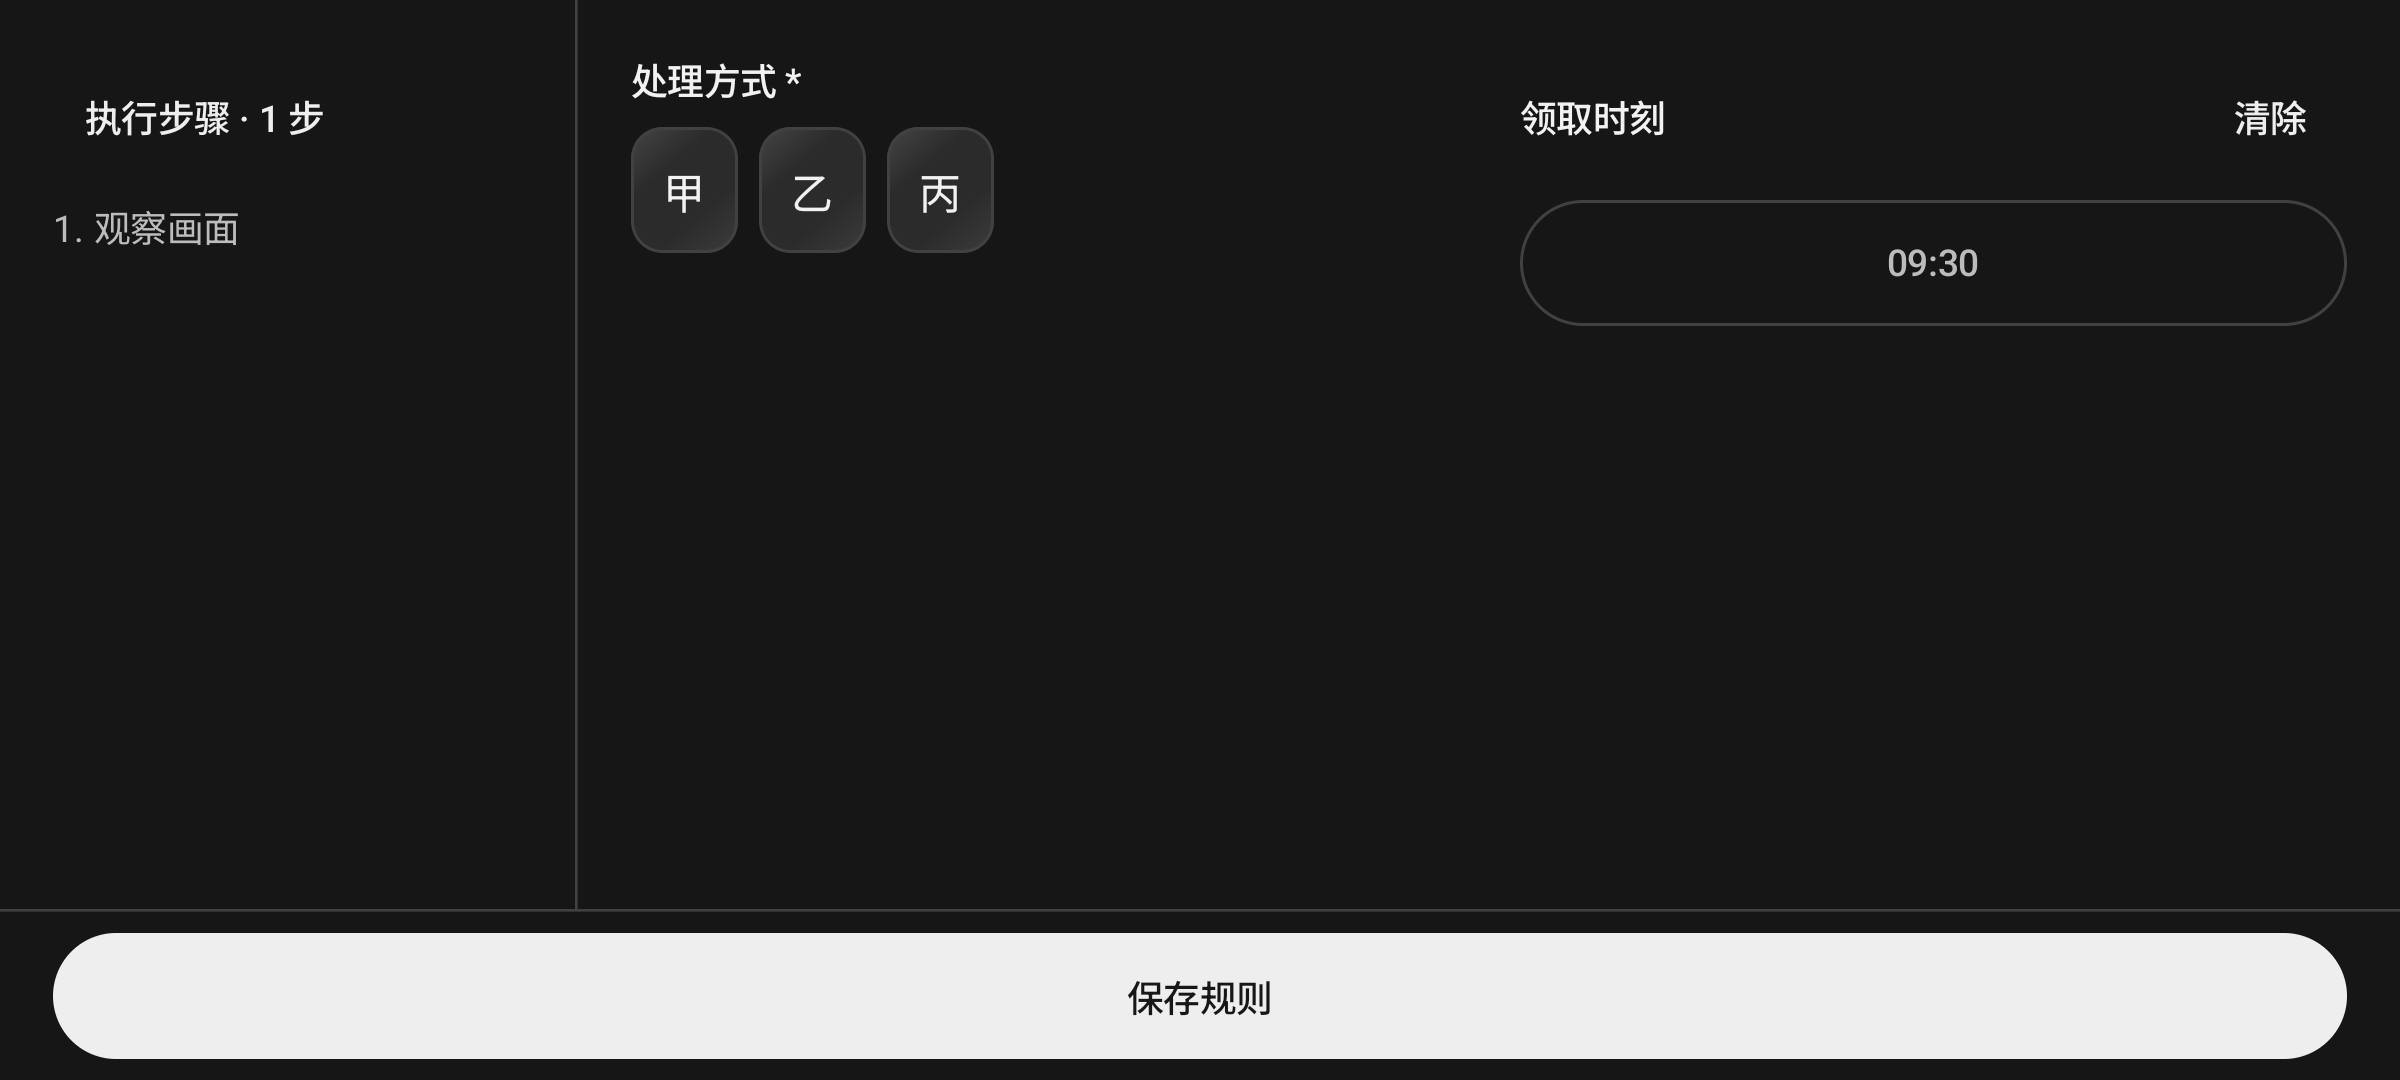 执行步骤 · 1 步
1. 观察画面
处理方式 *
甲
乙
丙
领取时刻
清除
09:30
保存规则